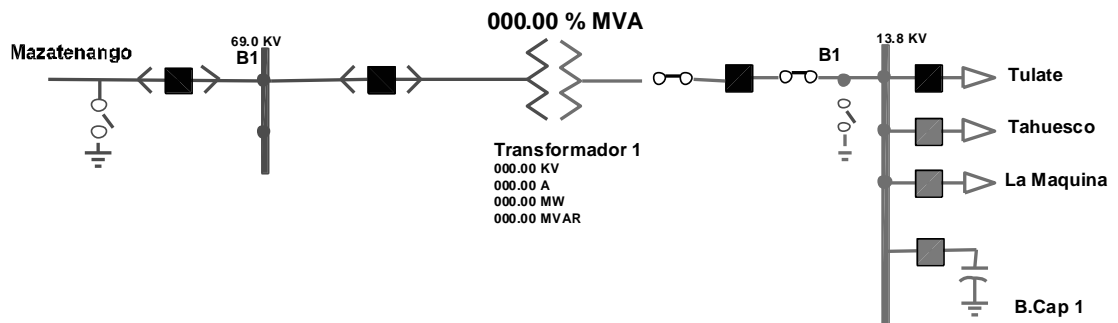 000.00 % MVA
Mazatenango
69.0 KV
B1
13.8 KV
B1
Tulate
Tahuesco
La Maquina
Transformador 1
000.00 KV
000.00 A
000.00 MW
000.00 MVAR
B.Cap 1